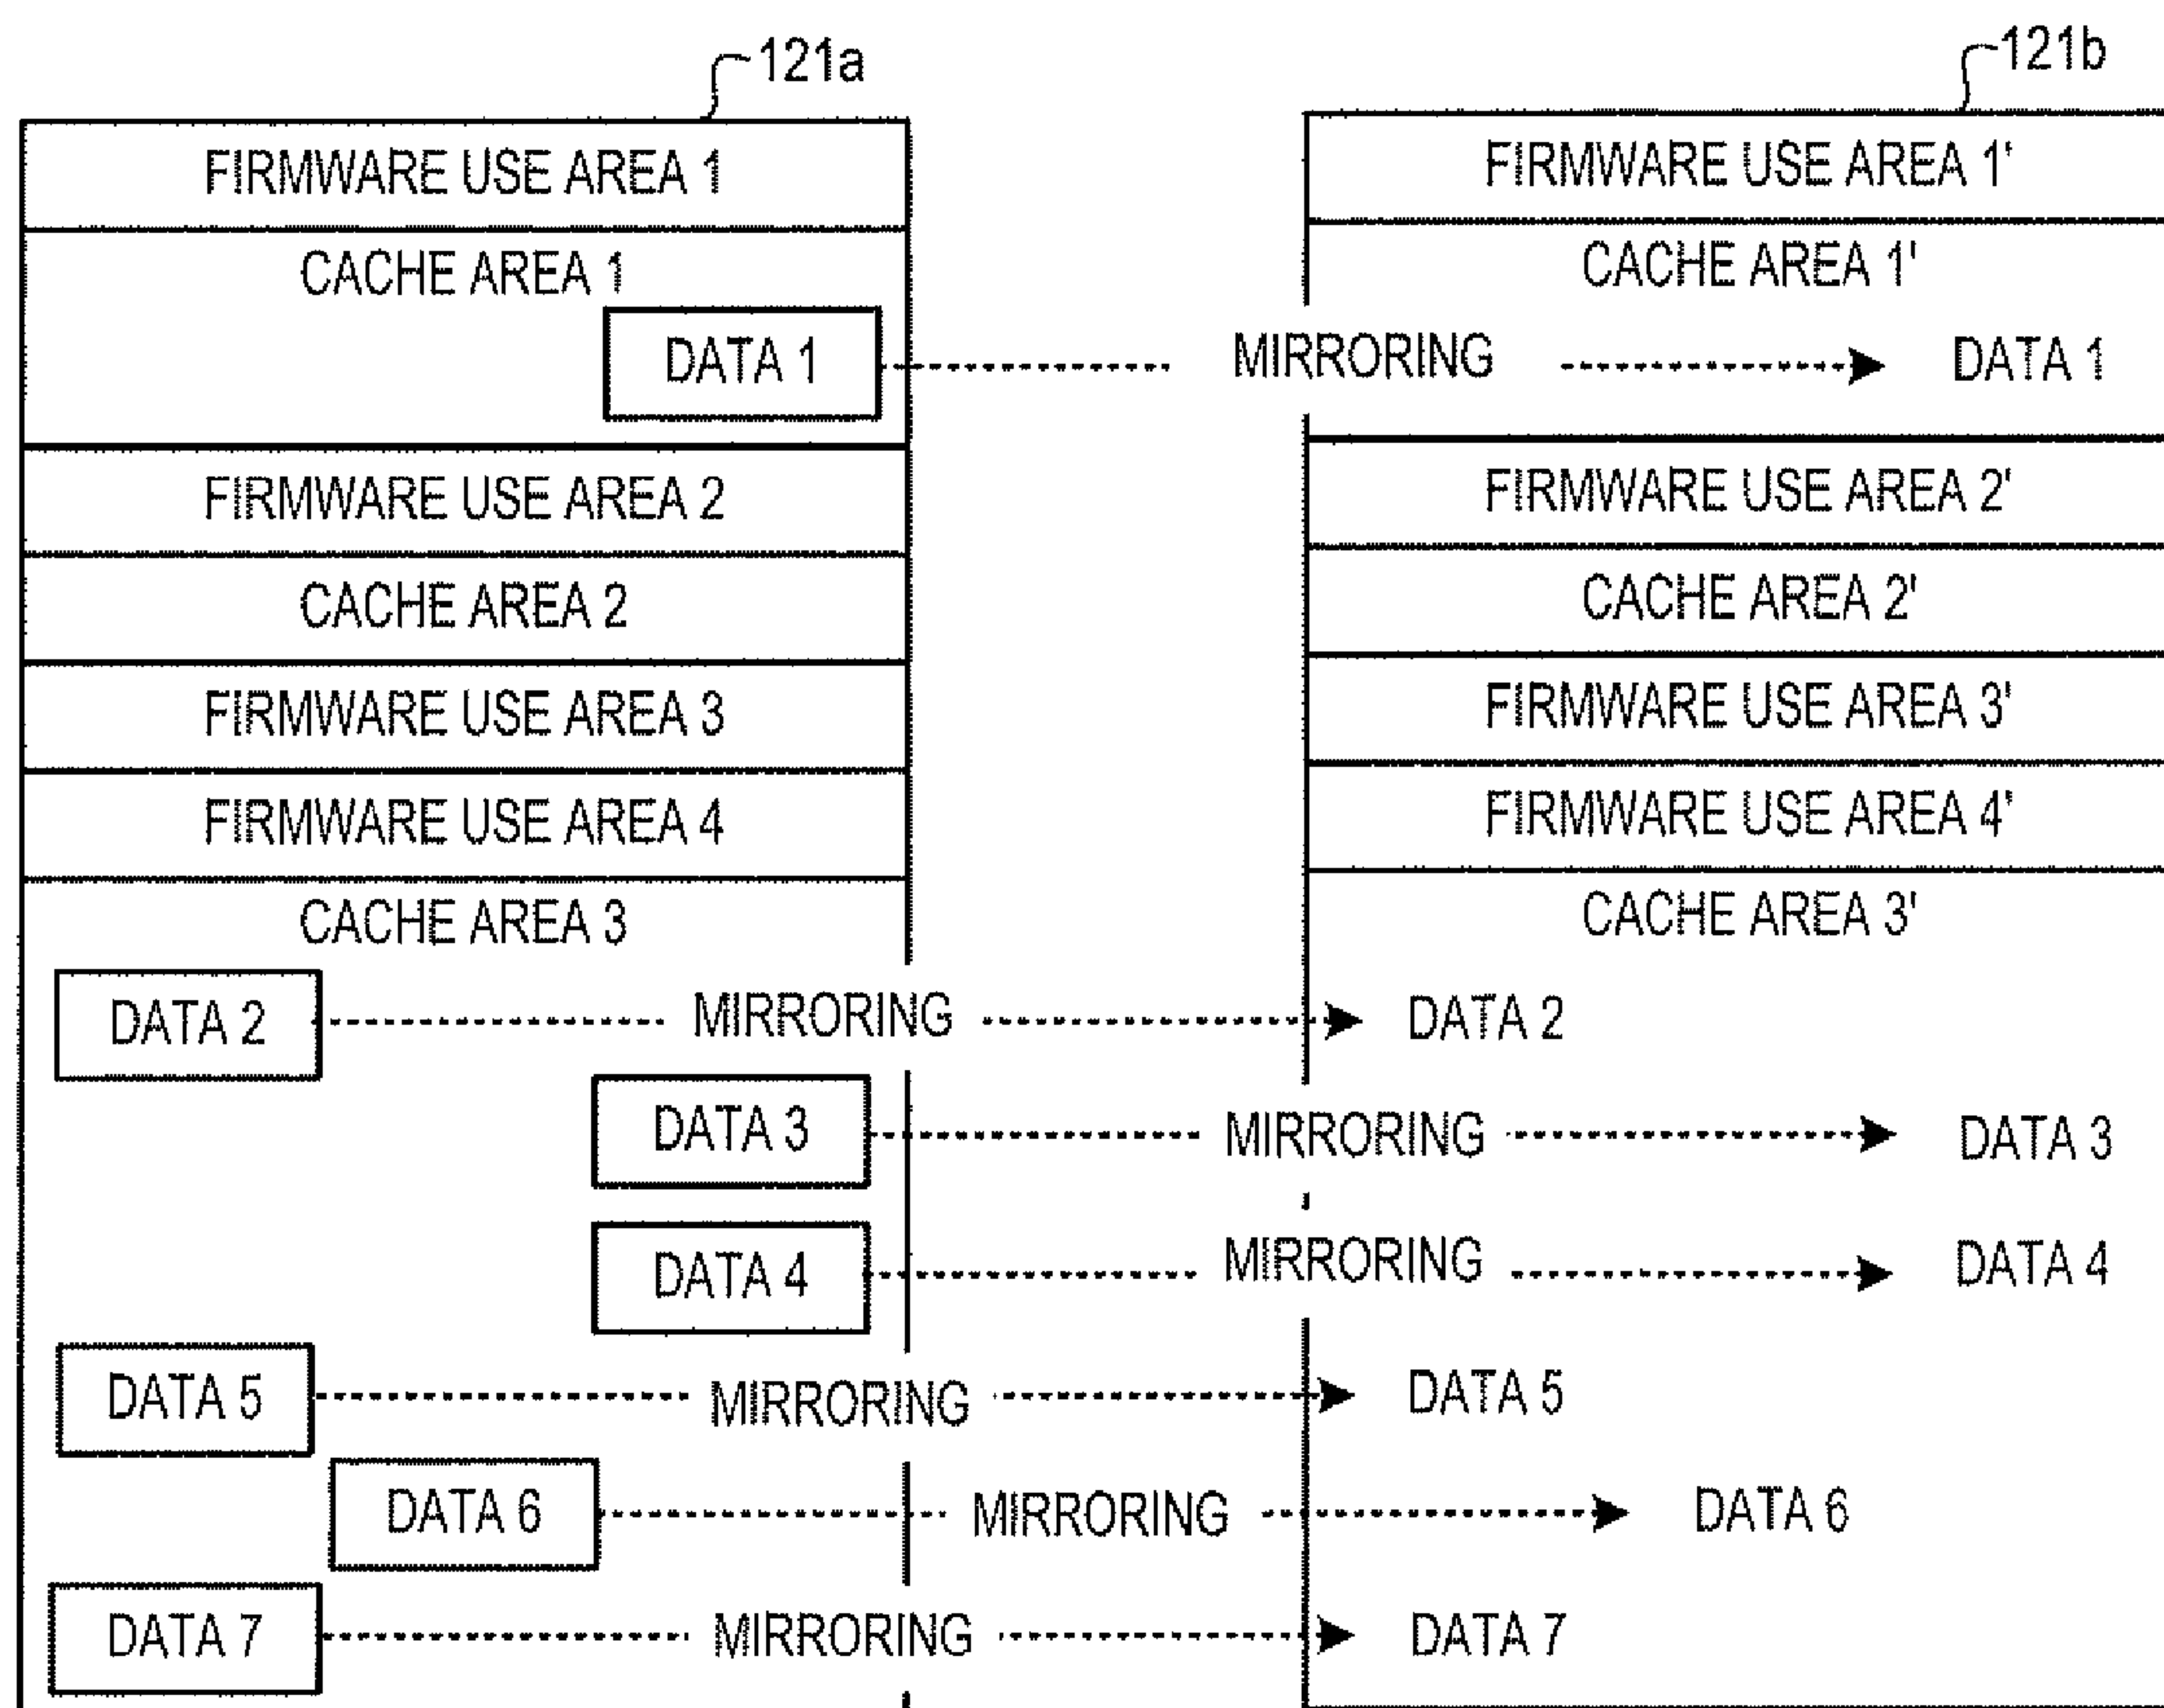 121a 121b
FIRMWARE USE AREA 1 FIRMWARE USE AREA 1'
CACHE AREA 1 CACHE AREA 1'
DATA 1 MIRRORING DATA 1
FIRMWARE USE AREA 2 FIRMWARE USE AREA 2'
CACHE AREA 2 CACHE AREA 2'
FIRMWARE USE AREA 3 FIRMWARE USE AREA 3'
FIRMWARE USE AREA 4 FIRMWARE USE AREA 4'
CACHE AREA 3 CACHE AREA 3'
DATA 2 MIRRORING DATA 2
DATA 3 MIRRORING DATA 3
DATA 4 MIRRORING DATA 4
DATA 5 MIRRORING DATA 5
DATA 6 MIRRORING DATA 6
DATA 7 MIRRORING DATA 7